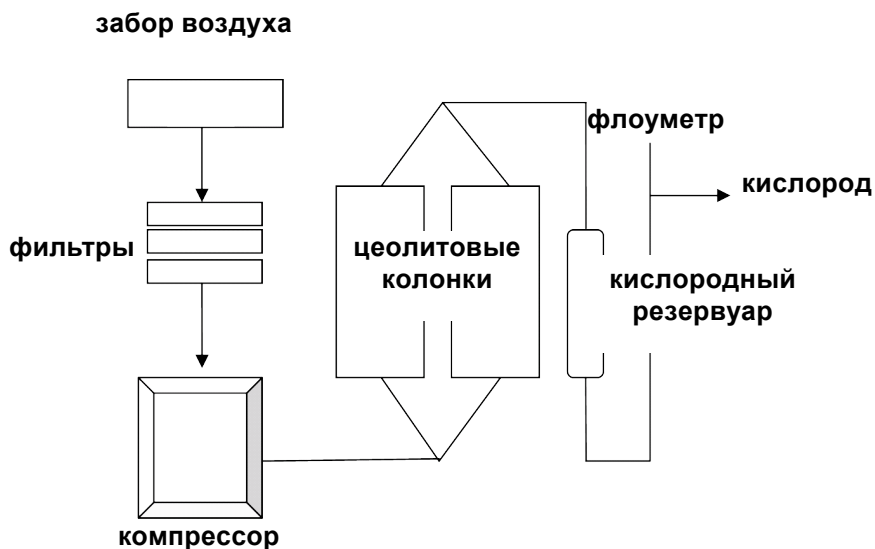 забор воздуха
флоуметр
кислород
фильтры
цеолитовые
колонки
кислородный
резервуар
компрессор